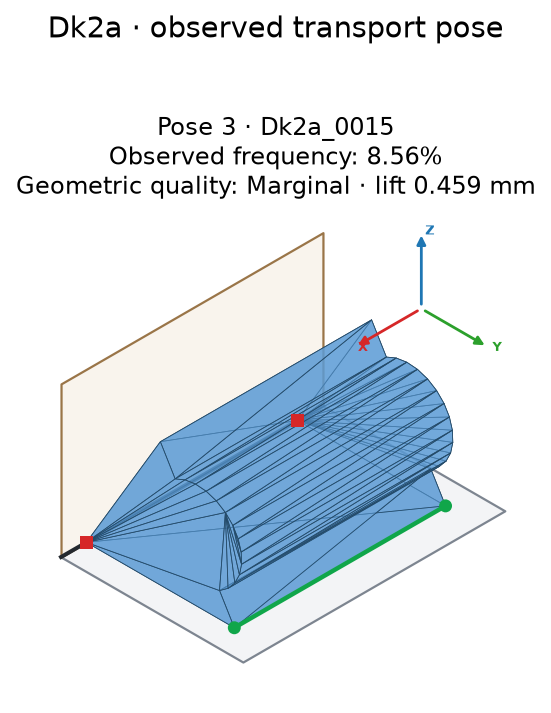 Dk2a · observed transport pose
Pose 3 · Dk2a_0015
Observed frequency: 8.56%
Geometric quality: Marginal · lift 0.459 mm
Z
X
Y